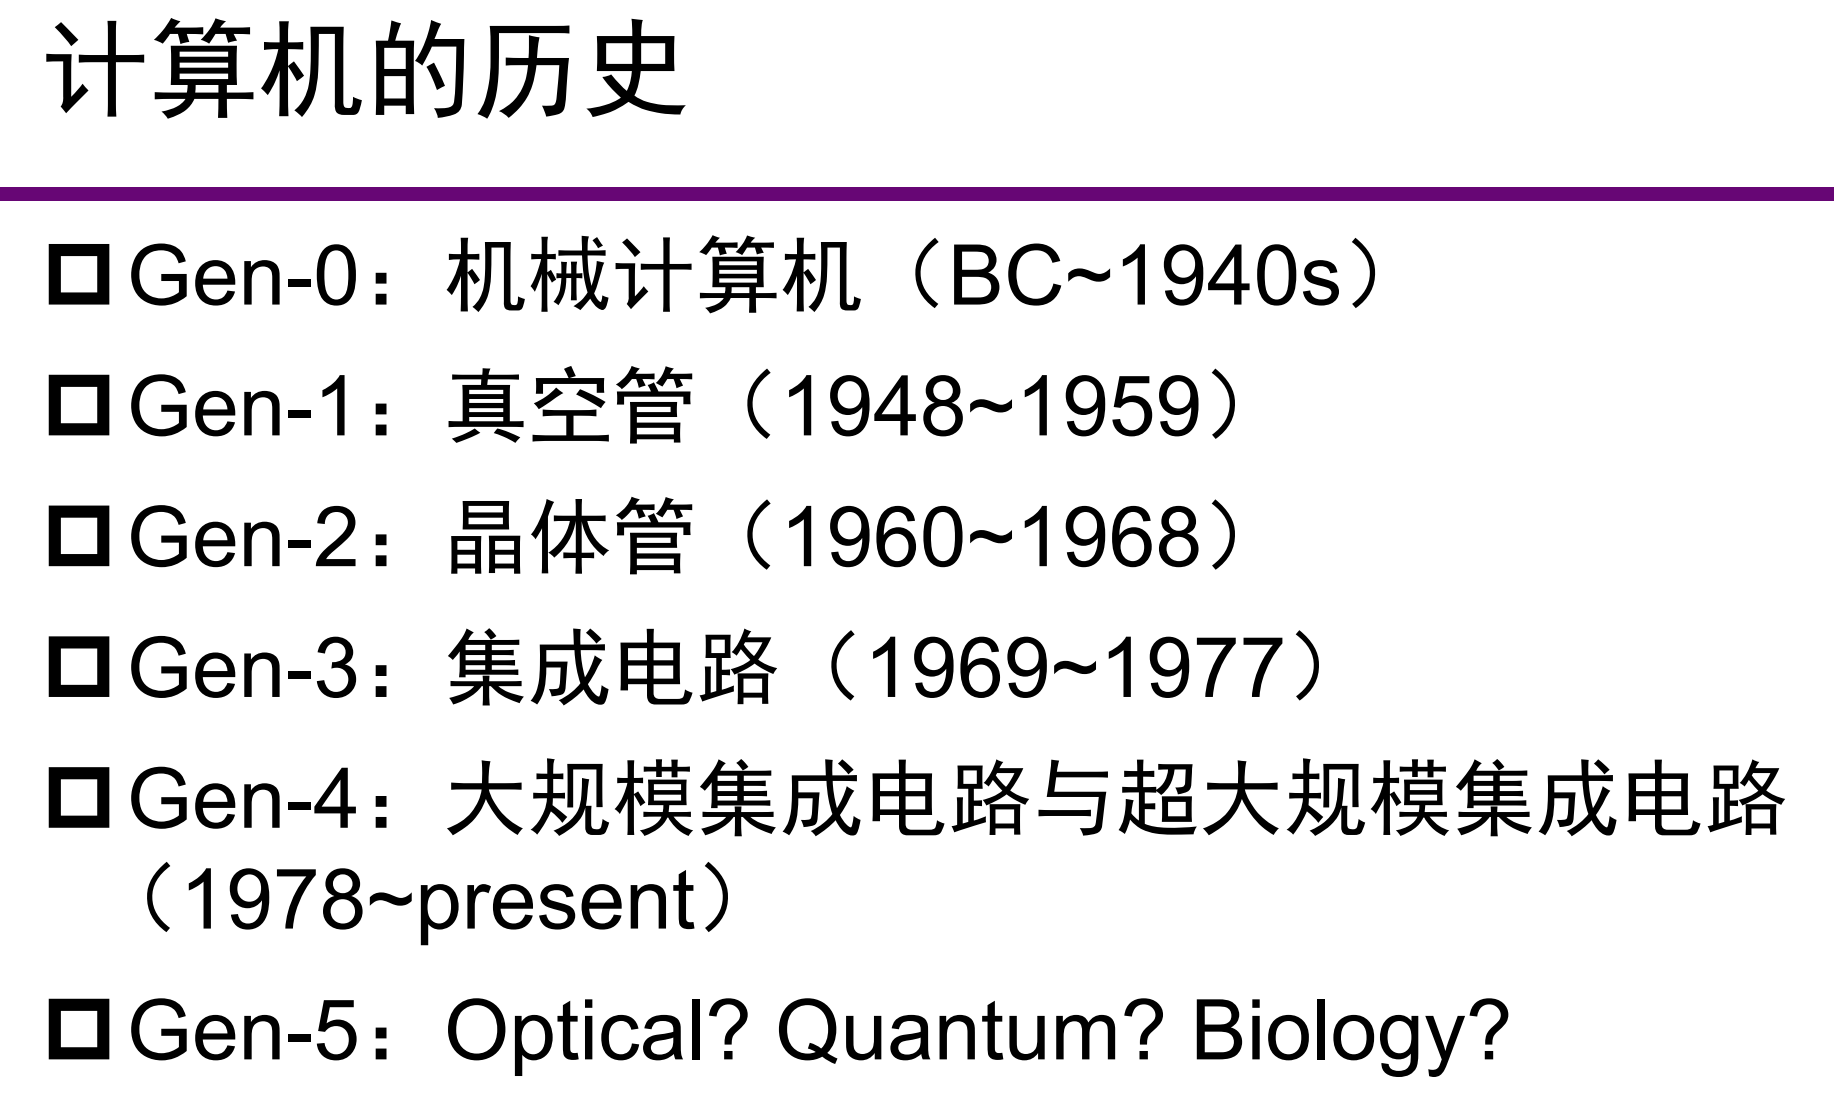 计算机的历史
Gen-0：机械计算机（BC~1940s）
Gen-1：真空管（1948~1959）
Gen-2：晶体管（1960~1968）
Gen-3：集成电路（1969~1977）
Gen-4：大规模集成电路与超大规模集成电路
（1978~present）
Gen-5：Optical? Quantum? Biology?